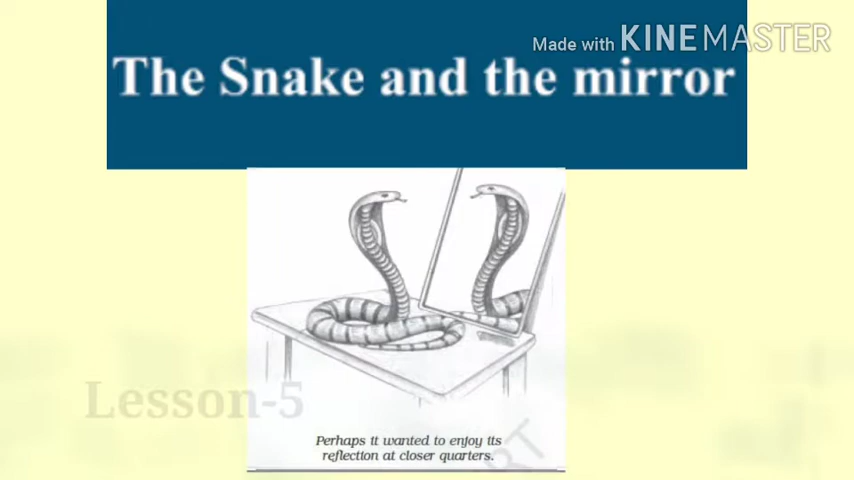 Made with KINEMASTER
The Snake and the mirror
Lesson-5
Perhaps it wanted to enjoy its
reflection at closer quarters.